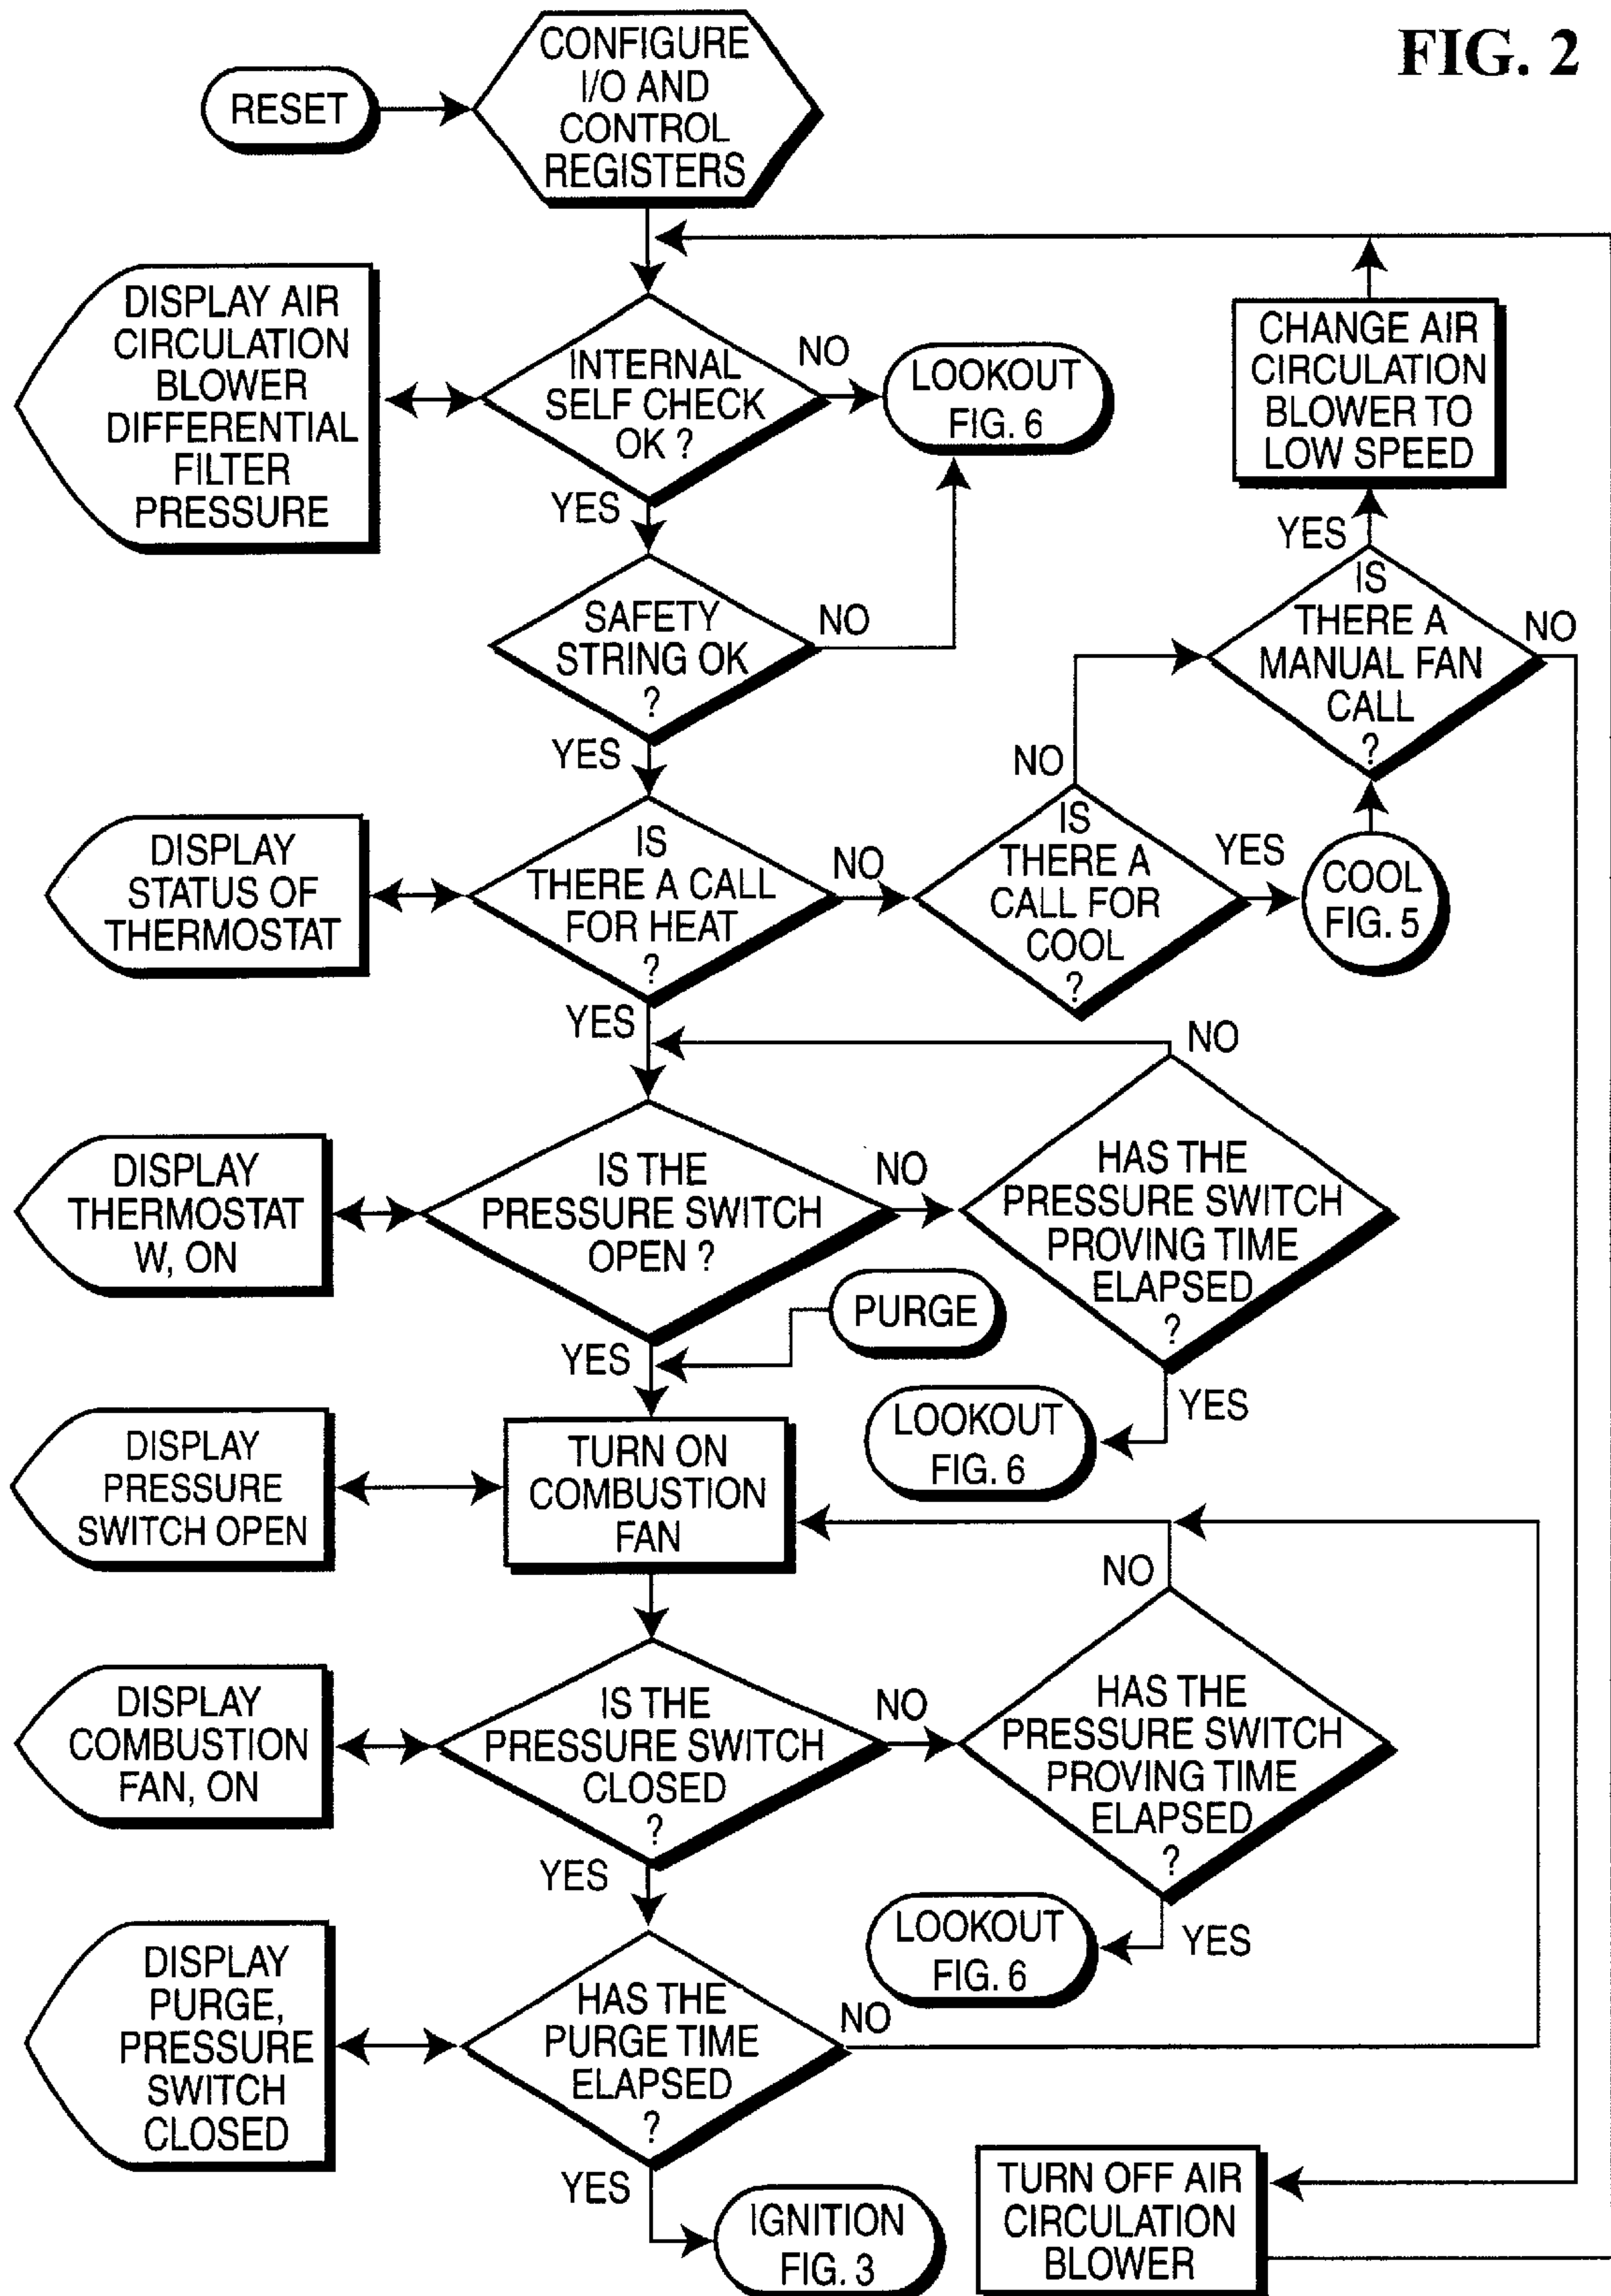 FIG. 2
RESET
CONFIGURE
I/O AND
CONTROL
REGISTERS
DISPLAY AIR
CIRCULATION
BLOWER
DIFFERENTIAL
FILTER
PRESSURE
INTERNAL
SELF CHECK
OK ?
NO
LOOKOUT
FIG. 6
CHANGE AIR
CIRCULATION
BLOWER TO
LOW SPEED
YES
YES
SAFETY
STRING OK
?
NO
IS
THERE A
MANUAL FAN
CALL
?
NO
YES
DISPLAY
STATUS OF
THERMOSTAT
IS
THERE A CALL
FOR HEAT
?
NO
NO
IS
THERE A
CALL FOR
COOL
?
YES
COOL
FIG. 5
YES
NO
DISPLAY
THERMOSTAT
W, ON
IS THE
PRESSURE SWITCH
OPEN ?
NO
HAS THE
PRESSURE SWITCH
PROVING TIME
ELAPSED
?
PURGE
YES
YES
LOOKOUT
FIG. 6
DISPLAY
PRESSURE
SWITCH OPEN
TURN ON
COMBUSTION
FAN
NO
DISPLAY
COMBUSTION
FAN, ON
IS THE
PRESSURE SWITCH
CLOSED
?
NO
HAS THE
PRESSURE SWITCH
PROVING TIME
ELAPSED
?
YES
YES
LOOKOUT
FIG. 6
DISPLAY
PURGE,
PRESSURE
SWITCH
CLOSED
HAS THE
PURGE TIME
ELAPSED
?
NO
YES
IGNITION
FIG. 3
TURN OFF AIR
CIRCULATION
BLOWER